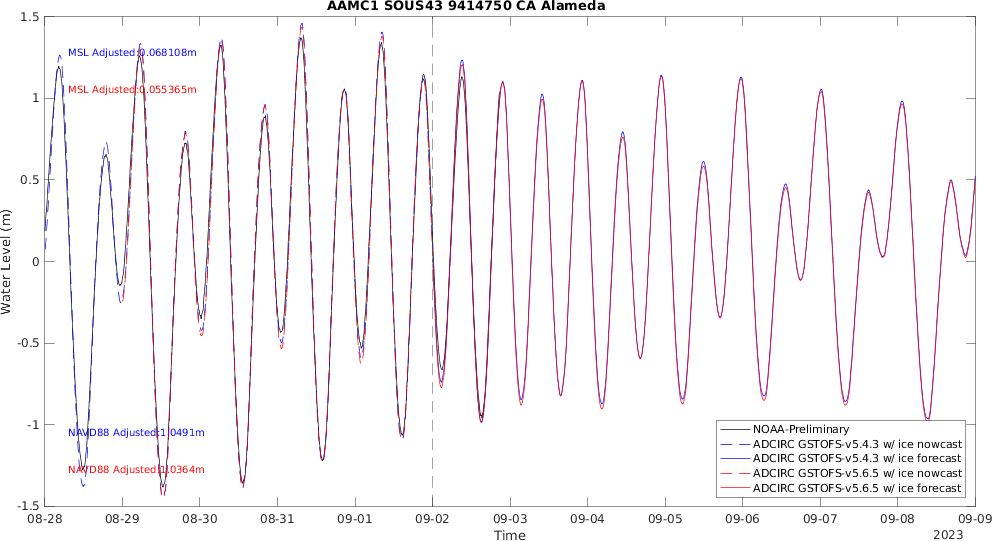 AAMC1 SOUS43 9414750 CA Alameda
1.5
1
0.5
0
-0.5
-1
-1.5
Water Level (m)
MSL Adjusted:0.068108m
MSL Adjusted:0.055365m
NAVD88 Adjusted:1.0491m
NAVD88 Adjusted:1.0364m
NOAA-Preliminary
ADCIRC GSTOFS-v5.4.3 w/ ice nowcast
ADCIRC GSTOFS-v5.4.3 w/ ice forecast
ADCIRC GSTOFS-v5.6.5 w/ ice nowcast
ADCIRC GSTOFS-v5.6.5 w/ ice forecast
08-28 08-29 08-30 08-31 09-01 09-02 09-03 09-04 09-05 09-06 09-07 09-08 09-09
Time
2023